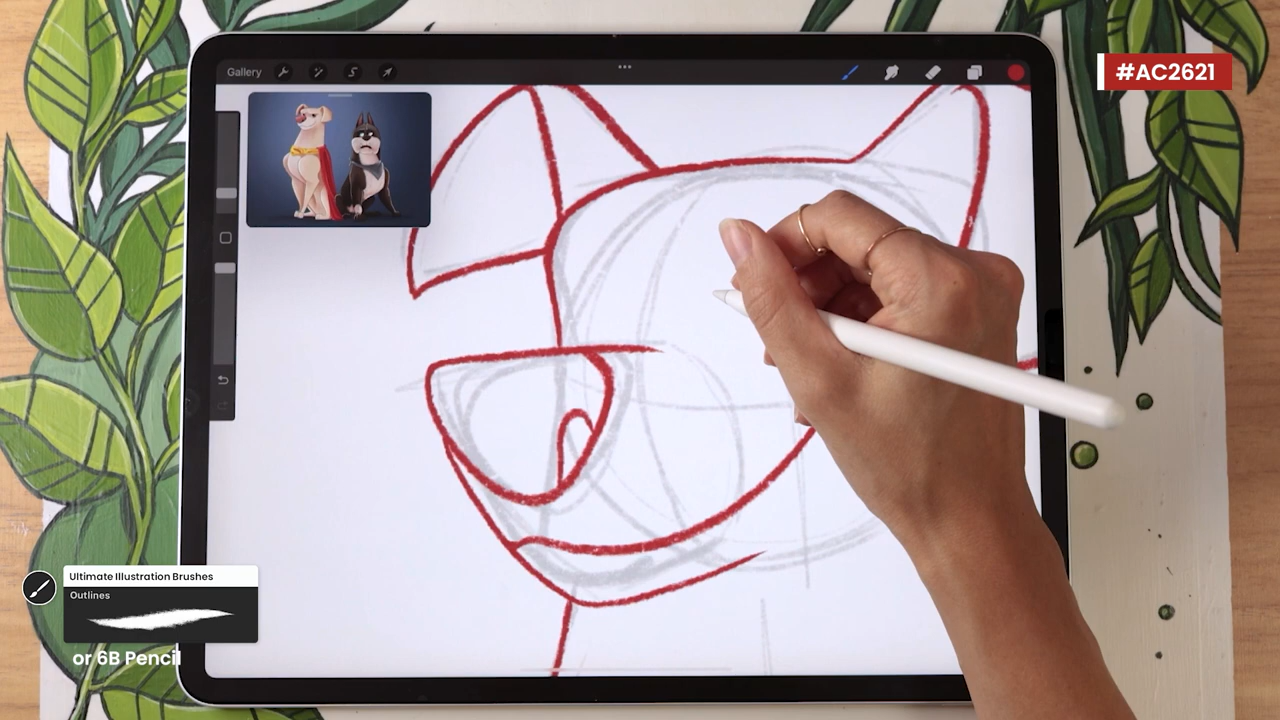 Gallery
#AC2621
Ultimate Illustration Brushes
Outlines
or 6B Pencil